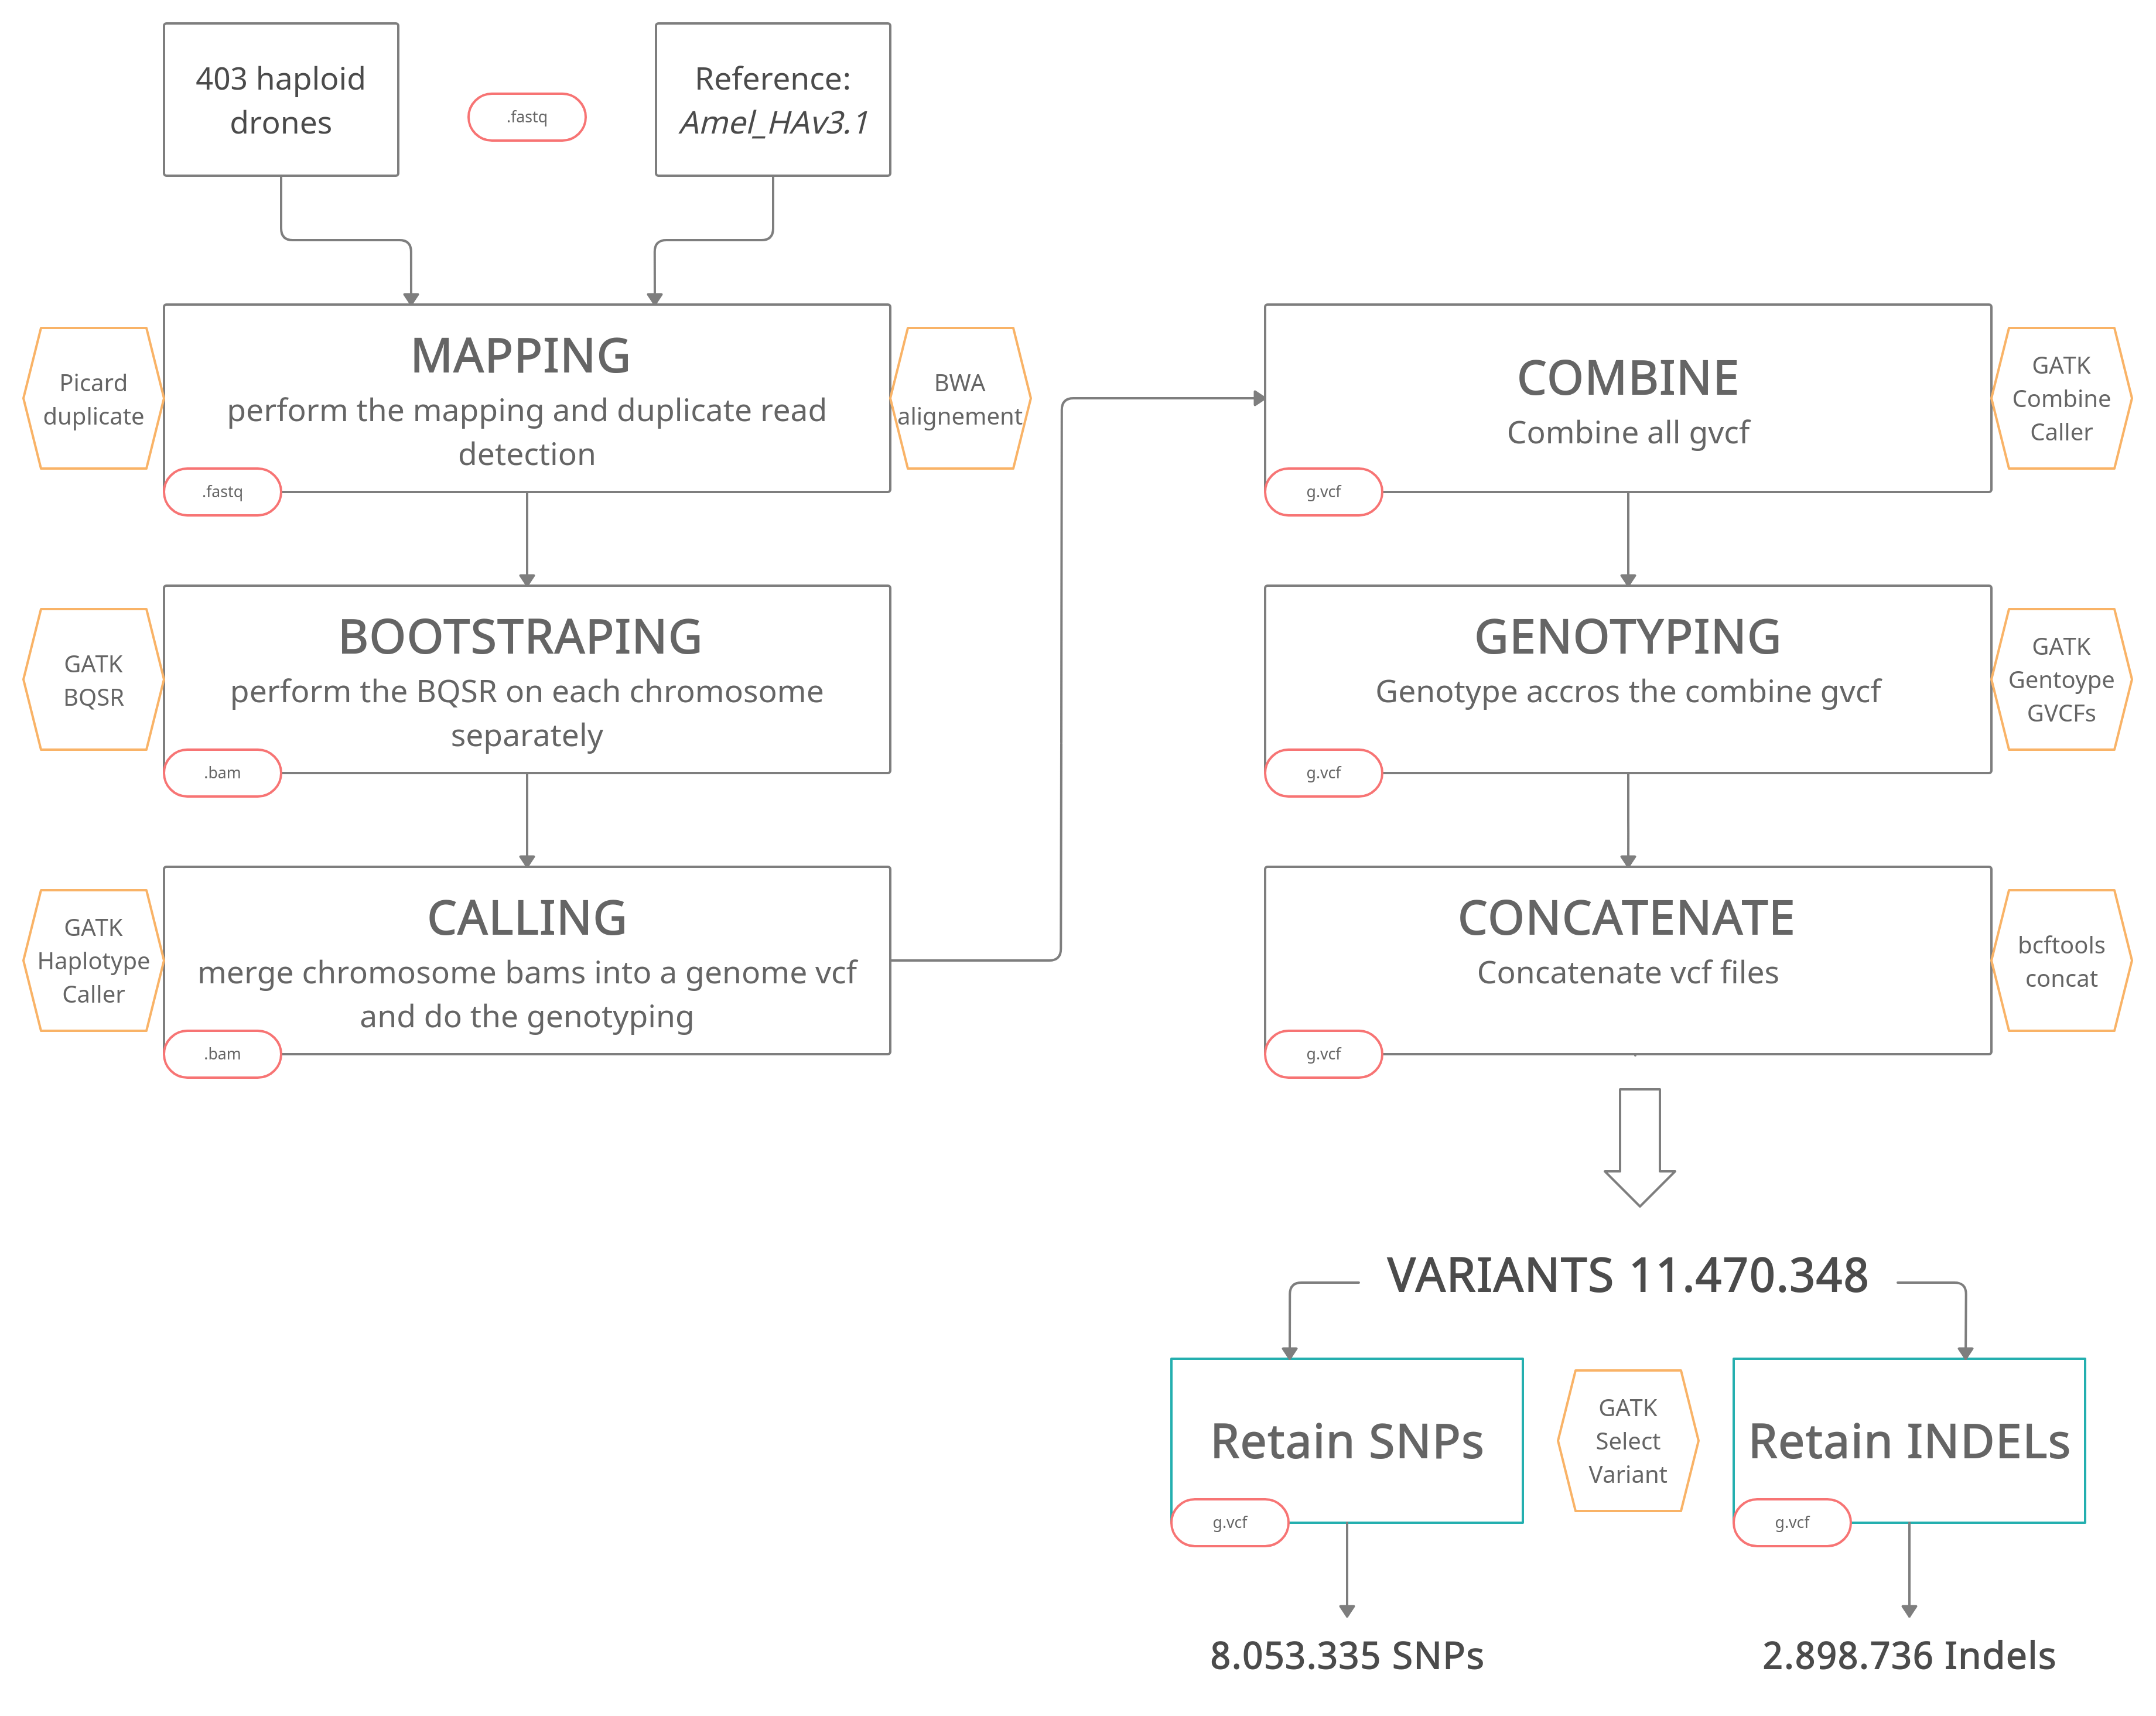 403 haploid
drones
.fastq
Reference:
Amel_HAv3.1
Picard
duplicate
MAPPING
perform the mapping and duplicate read
detection
.fastq
BWA
alignement
GATK
BQSR
BOOTSTRAPING
perform the BQSR on each chromosome
separately
.bam
GATK
Haplotype
Caller
CALLING
merge chromosome bams into a genome vcf
and do the genotyping
.bam
COMBINE
Combine all gvcf
g.vcf
GATK
Combine
Caller
GENOTYPING
Genotype accros the combine gvcf
g.vcf
GATK
Gentoype
GVCFs
CONCATENATE
Concatenate vcf files
g.vcf
bcftools
concat
VARIANTS 11.470.348
Retain SNPs
g.vcf
GATK
Select
Variant
Retain INDELs
g.vcf
8.053.335 SNPs
2.898.736 Indels